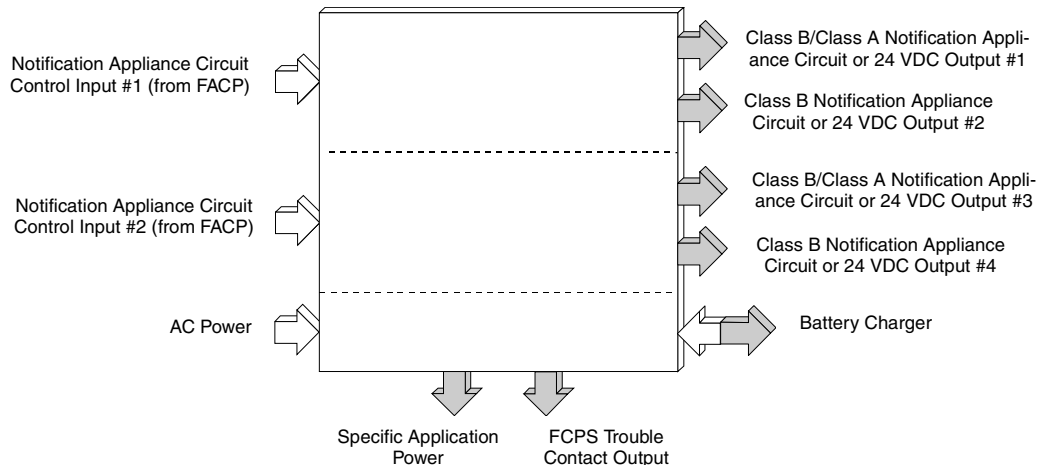 Notification Appliance Circuit
Control Input #1 (from FACP)
Class B/Class A Notification Appli-
ance Circuit or 24 VDC Output #1
Class B Notification Appliance
Circuit or 24 VDC Output #2
Notification Appliance Circuit
Control Input #2 (from FACP)
Class B/Class A Notification Appli-
ance Circuit or 24 VDC Output #3
Class B Notification Appliance
Circuit or 24 VDC Output #4
AC Power
Battery Charger
Specific Application
Power
FCPS Trouble
Contact Output